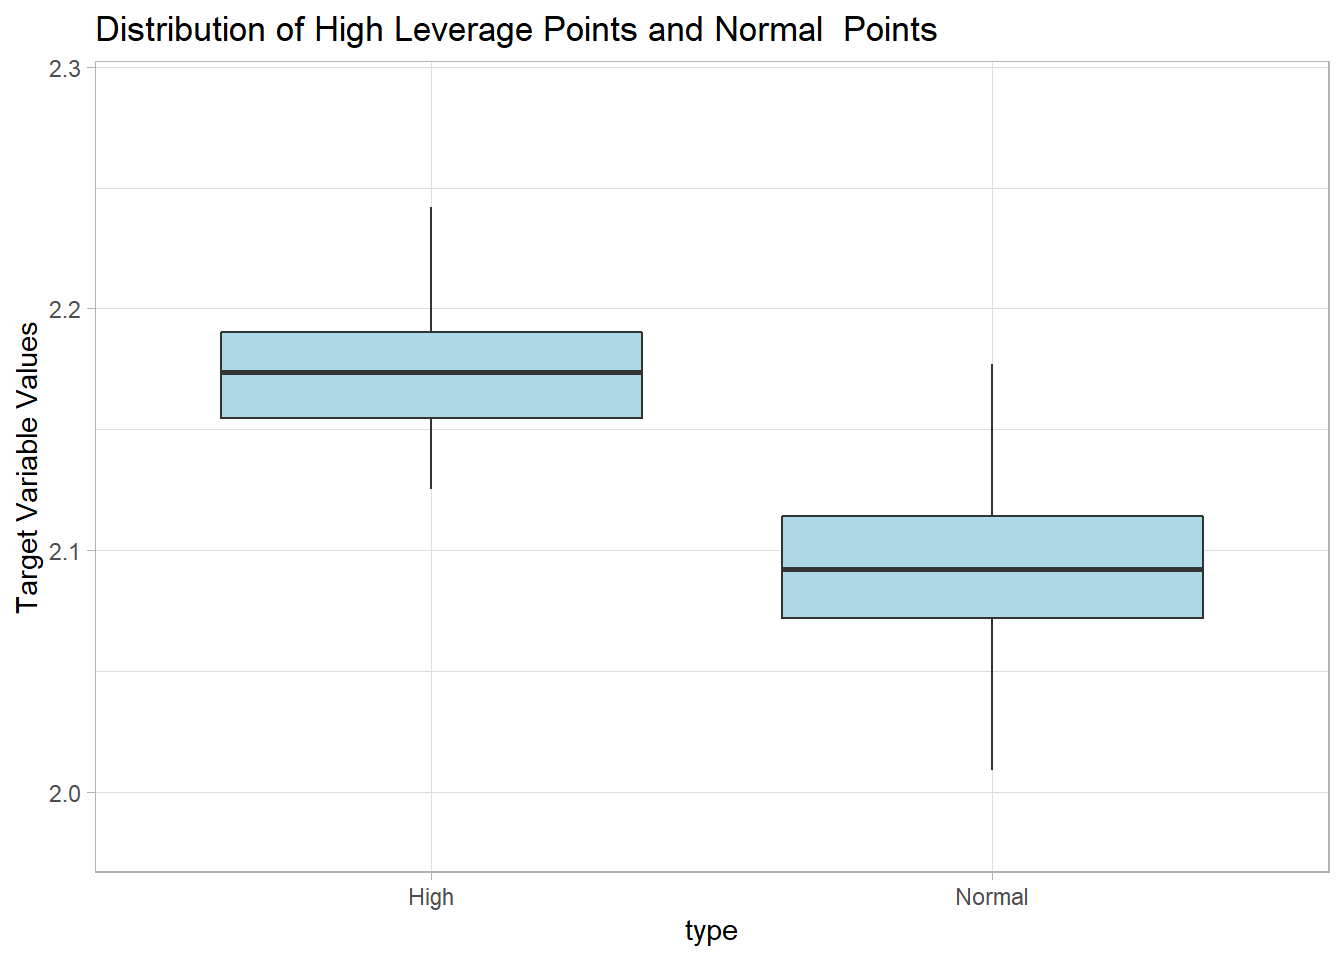 Distribution of High Leverage Points and Normal  Points
2.3
2.2
2.1
2.0
Target Variable Values
High
Normal
type